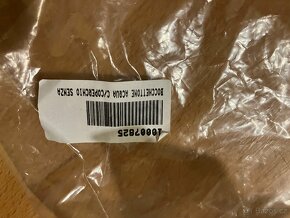 BOCCHETTONE ACQUA C/COPERCHIO SENZA
10007825